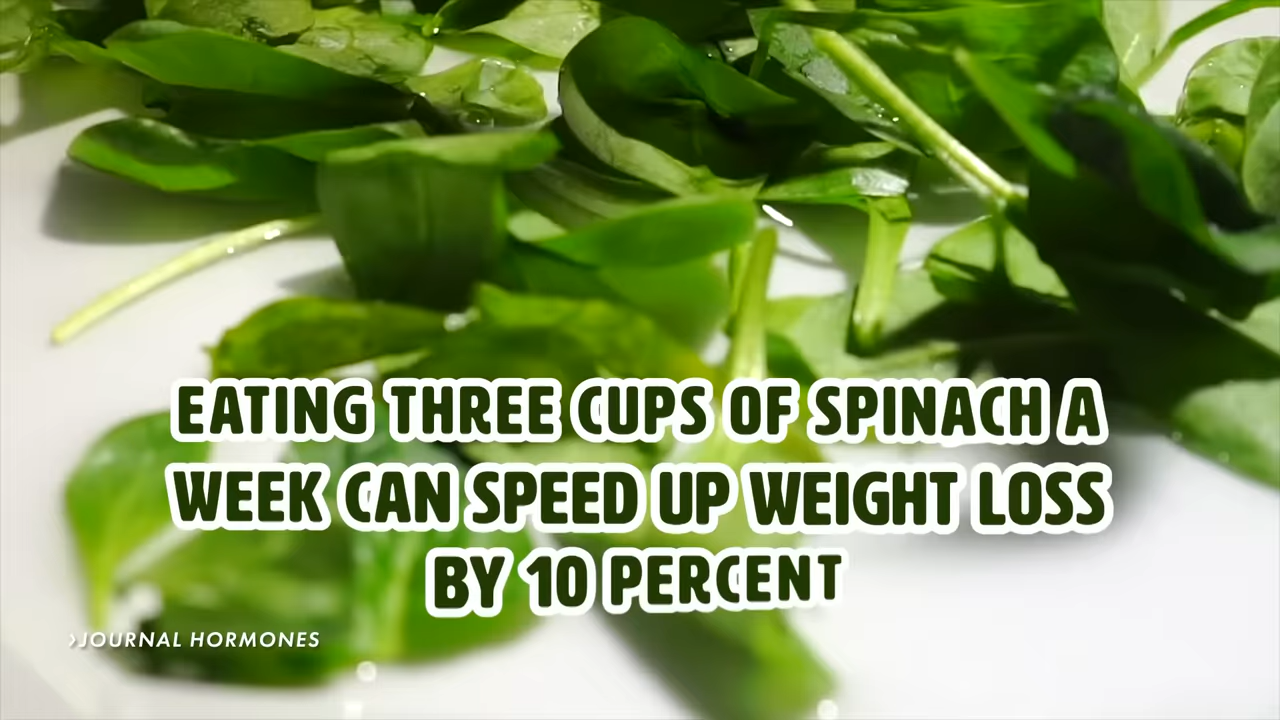 EATING THREE CUPS OF SPINACH A
WEEK CAN SPEED UP WEIGHT LOSS
BY 10 PERCENT
›JOURNAL HORMONES